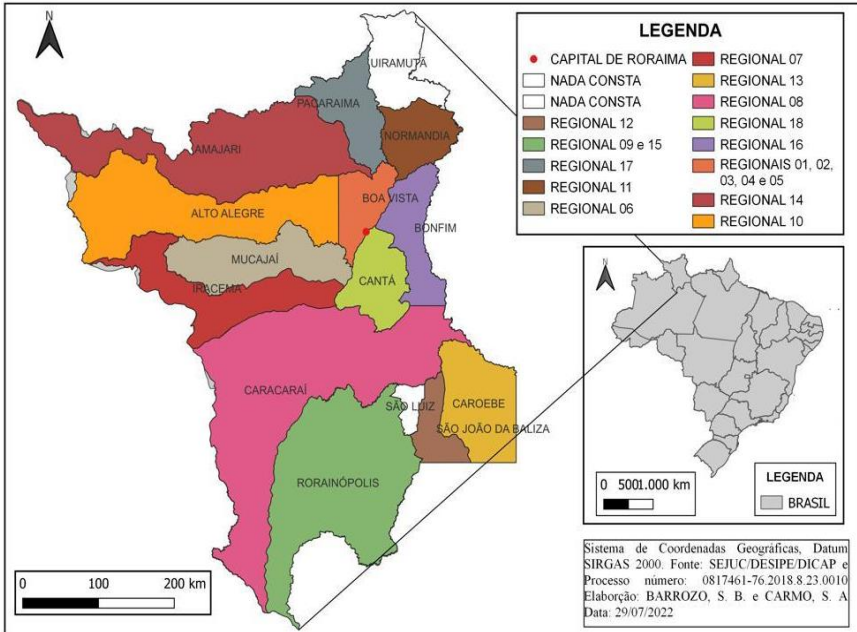 N
UIRAMUTÃ
PACARAIMA
NORMANDIA
AMAJARI
BOA VISTA
ALTO ALEGRE
BONFIM
MUCAJAÍ
CANTÁ
IRACEMA
CARACARAÍ
SÃO LUIZ
CAROEBE
SÃO JOÃO DA BALIZA
RORAINÓPOLIS
0 100 200 km
LEGENDA
CAPITAL DE RORAIMA
NADA CONSTA
NADA CONSTA
REGIONAL 12
REGIONAL 09 e 15
REGIONAL 17
REGIONAL 11
REGIONAL 06
REGIONAL 07
REGIONAL 13
REGIONAL 08
REGIONAL 18
REGIONAL 16
REGIONAIS 01, 02,
03, 04 e 05
REGIONAL 14
REGIONAL 10
N
0 5001.000 km
LEGENDA
BRASIL
Sistema de Coordenadas Geográficas, Datum
SIRGAS 2000. Fonte: SEJUC/DESIPE/DICAP e
Processo número: 0817461-76.2018.8.23.0010
Elaborção: BARROZO, S. B. e CARMO, S. A
Data: 29/07/2022